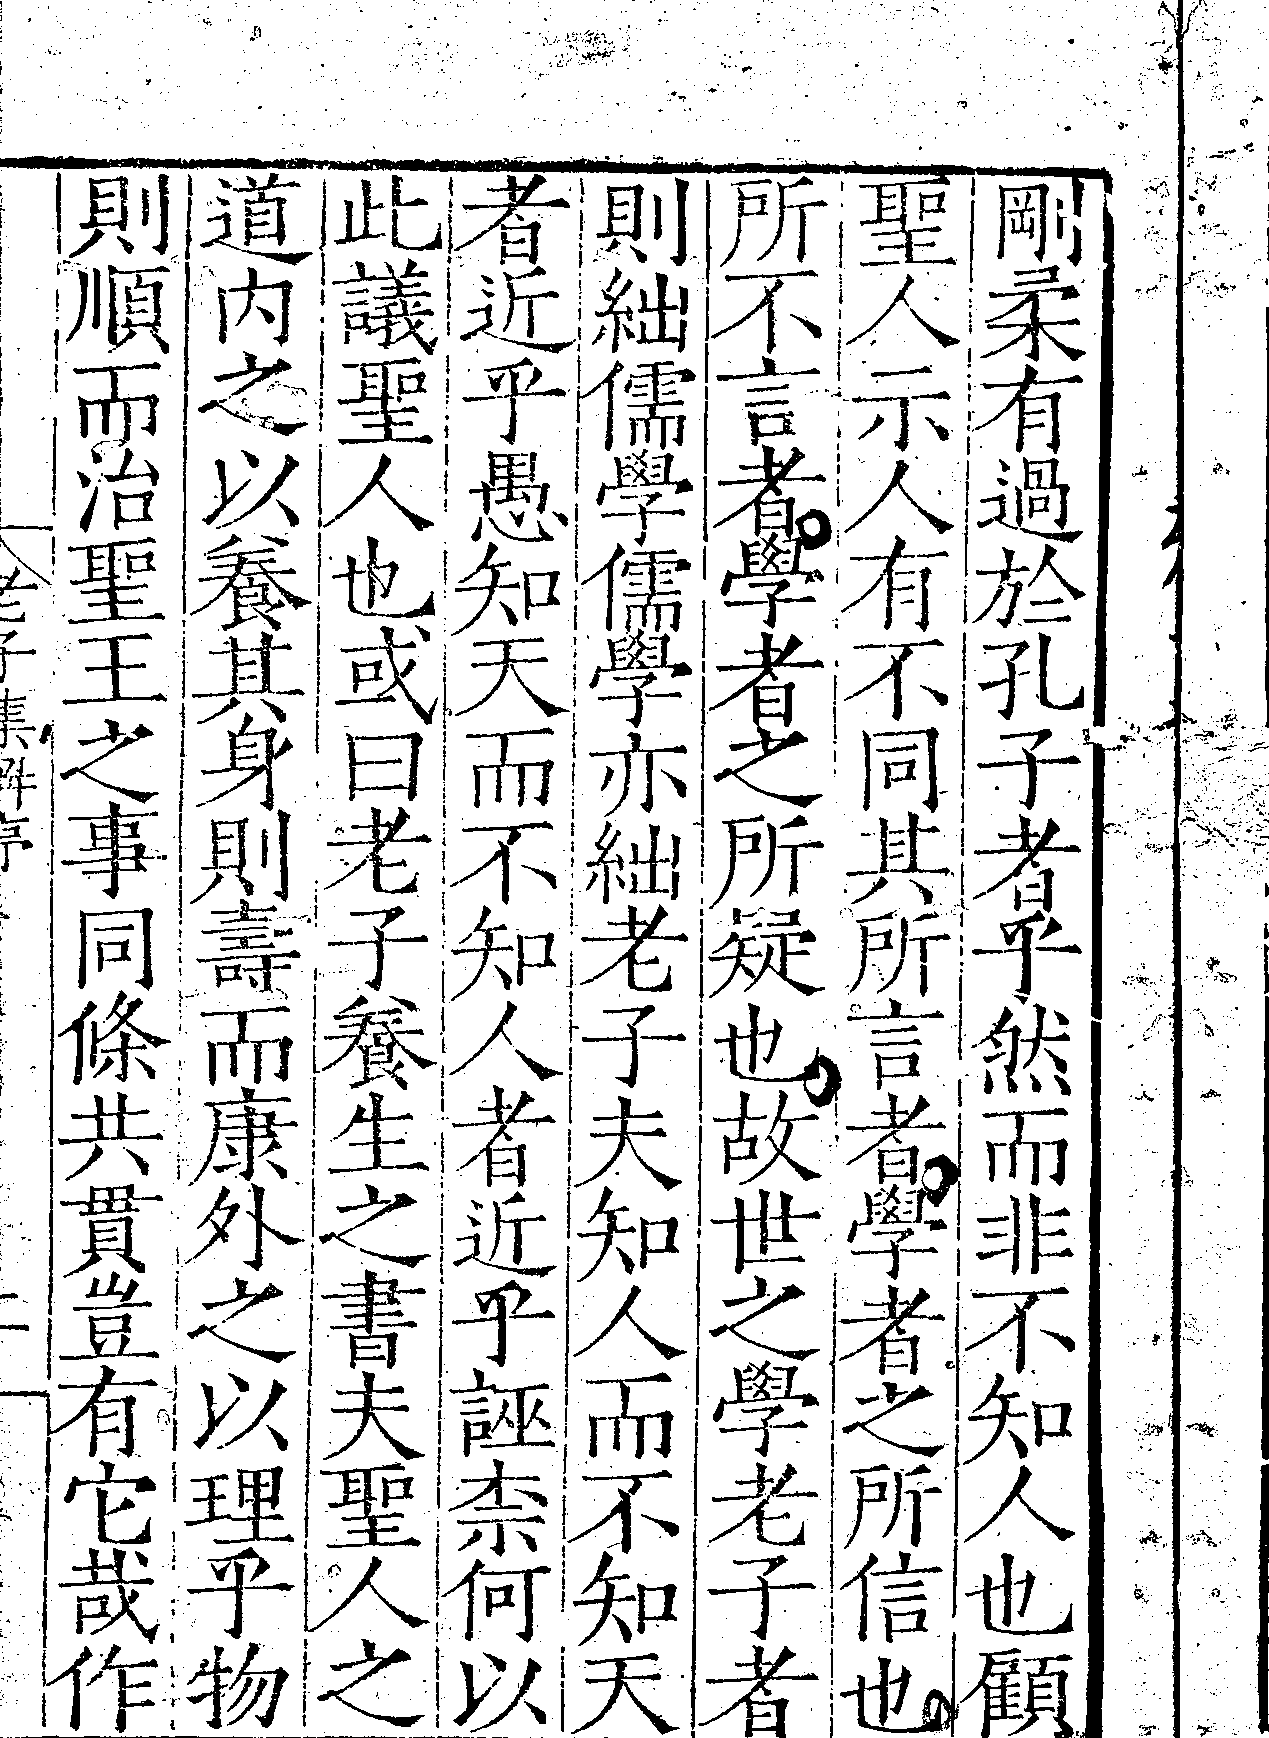 剛柔有過於孔子者乎然而非不知人也顧
聖人示人有不同其所言者學者之所信也
所不言者學者之所疑也故世之學老子者
則絀儒學儒學亦絀老子夫知人而不知天
者近乎愚知天而不知人者近乎誣柰何以
此議聖人也或曰老子養生之書夫聖人之
道内之以養其身則壽而康外之以理乎物
則順而治聖王之事同條共貫豈有它哉作
老子集解序